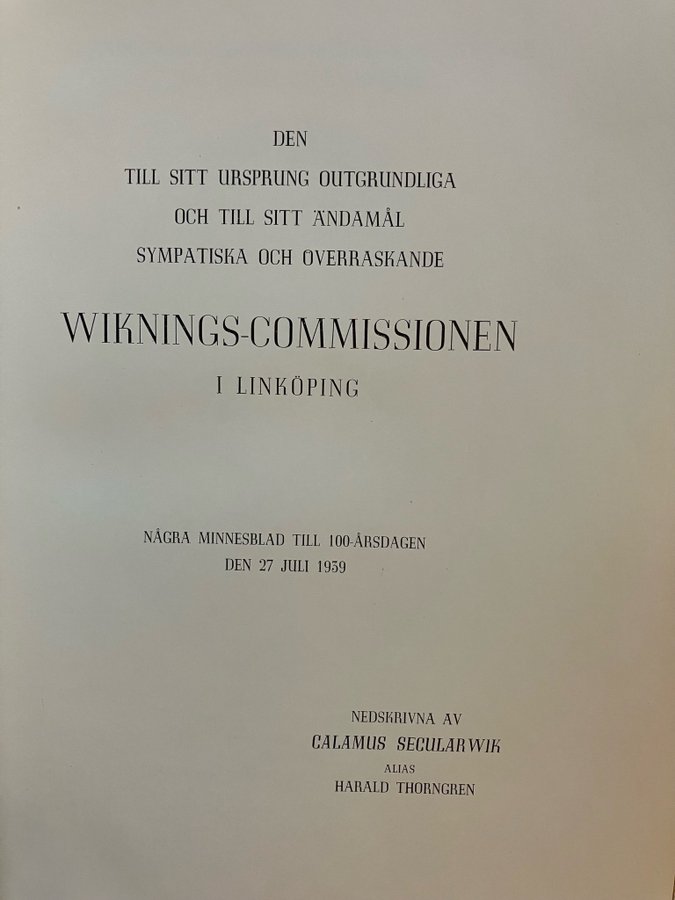 DEN
TILL SITT URSPRUNG OUTGRUNDLIGA
OCH TILL SITT ÄNDAMÅL
SYMPATISKA OCH OVERRASKANDE
WIKNINGS-COMMISSIONEN
I LINKÖPING
NÅGRA MINNESBLAD TILL 100-ÅRSDAGEN
DEN 27 JULI 1939
NEDSKRIVNA AV
CALAMUS SECULARWIK
ALIAS
HARALD THORNGREN